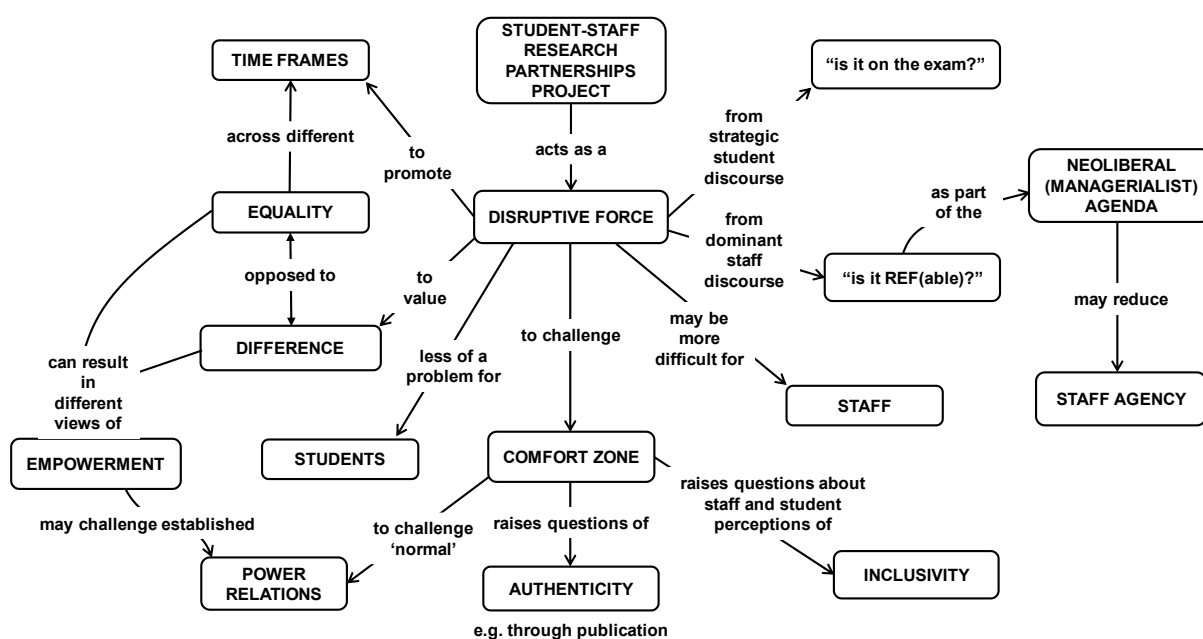 STUDENT-STAFF
RESEARCH
PARTNERSHIPS
PROJECT
TIME FRAMES
“is it on the exam?”
across different
to
promote
acts as a
from
strategic
student
discourse
NEOLIBERAL
(MANAGERIALIST)
AGENDA
as part
of the
EQUALITY
DISRUPTIVE FORCE
from
dominant
staff
discourse
“is it REF(able)?”
opposed to
to
value
may reduce
DIFFERENCE
less of a
problem for
to challenge
may be
more
difficult for
can result
in
different
views of
STAFF
STAFF AGENCY
EMPOWERMENT
STUDENTS
COMFORT ZONE
may challenge established
to challenge
‘normal’
raises questions of
raises questions about
staff and student
perceptions of
POWER
RELATIONS
AUTHENTICITY
INCLUSIVITY
e.g. through publication